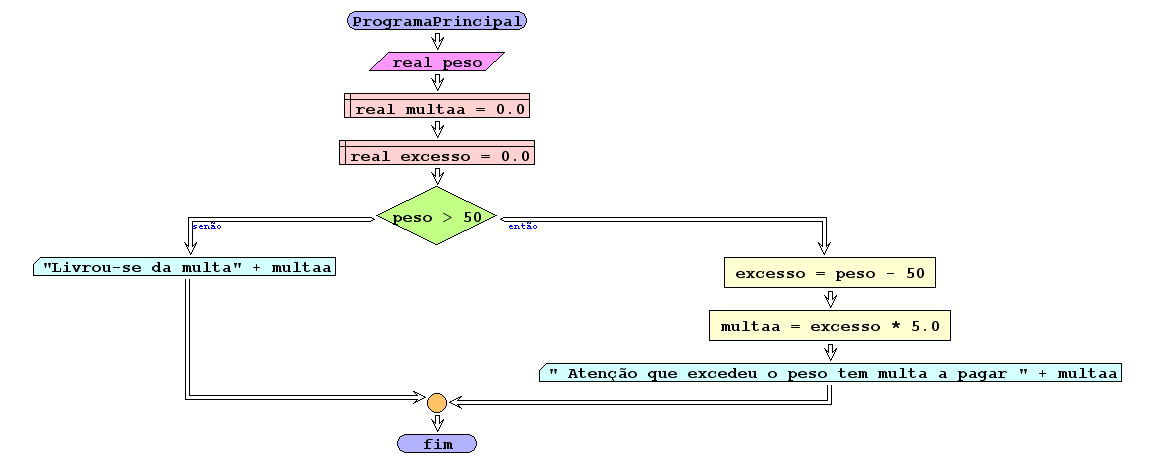 ProgramaPrincipal
real peso
real multaa = 0.0
real excesso = 0.0
peso > 50
senão
então
"Livrou-se da multa" + multaa
excesso = peso - 50
multaa = excesso * 5.0
" Atenção que excedeu o peso tem multa a pagar " + multaa
fim